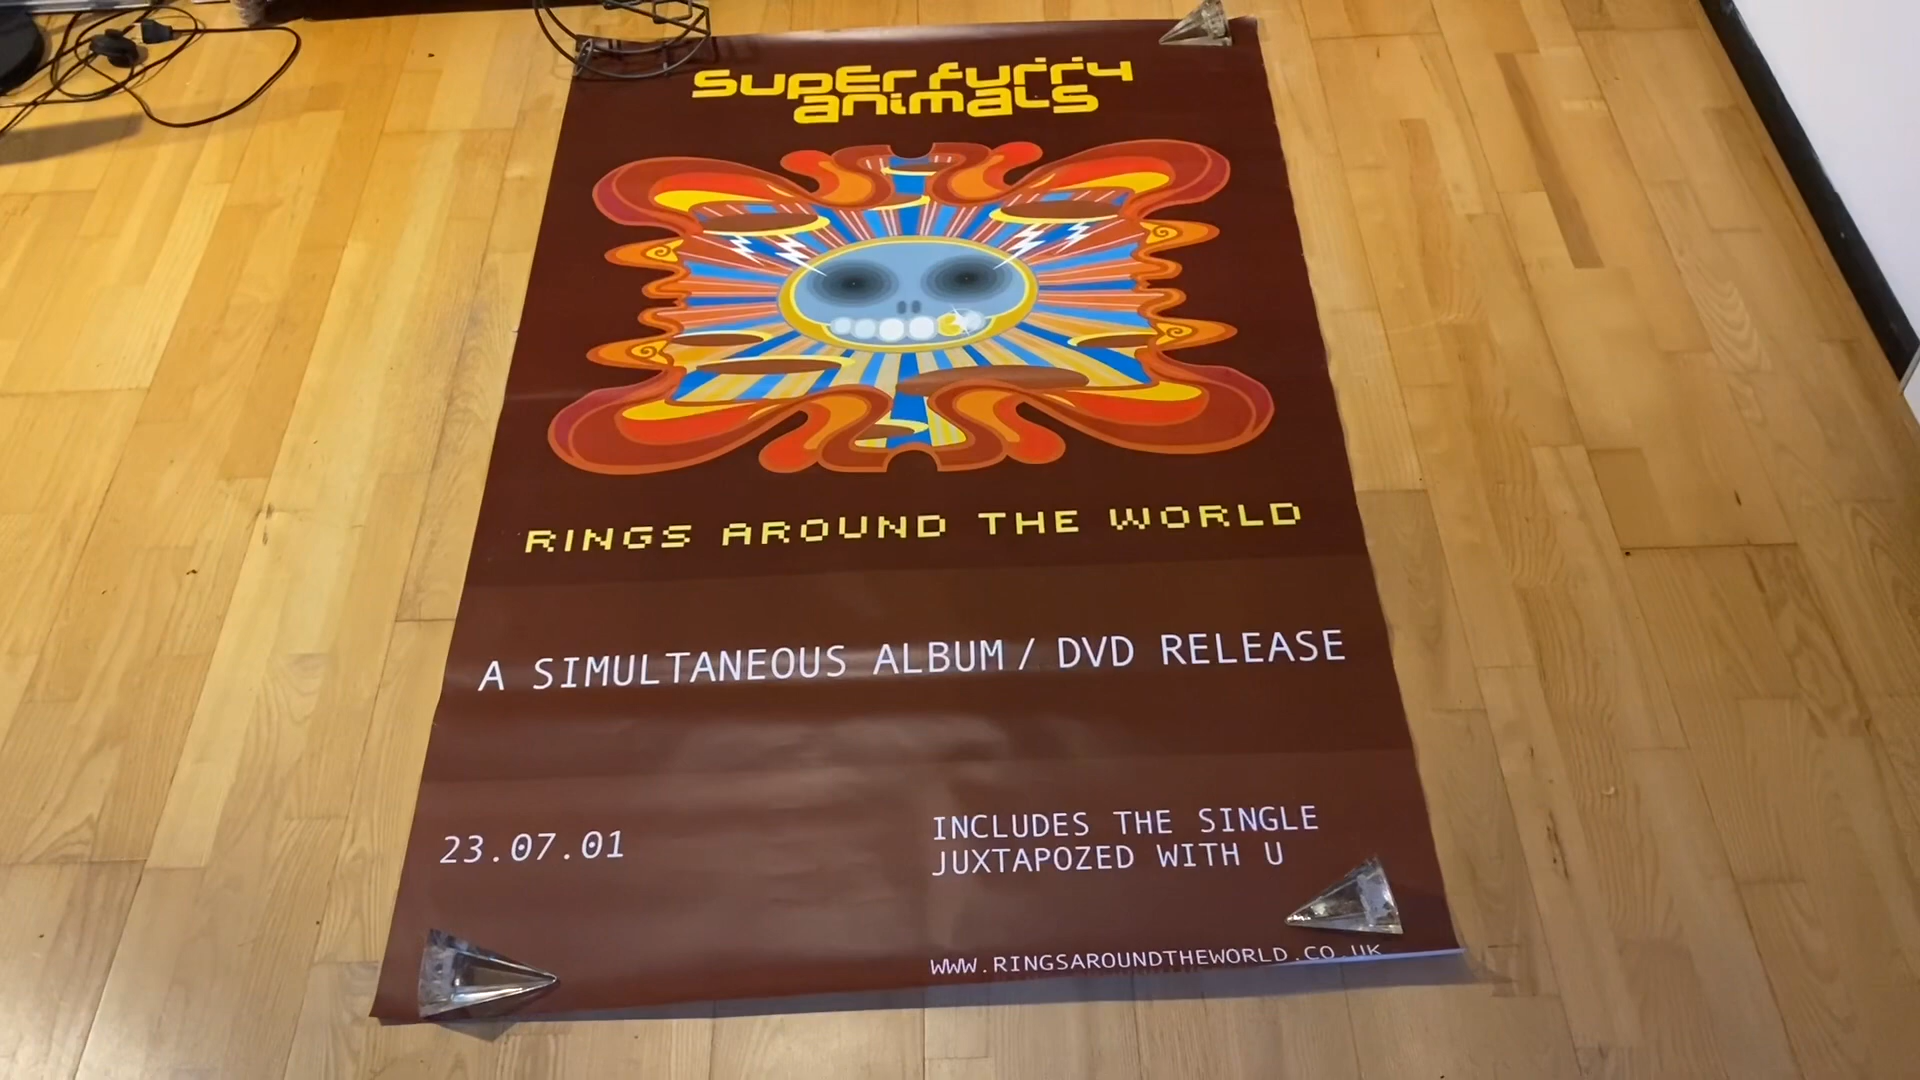 Super furry
animals
RINGS AROUND THE WORLD
A SIMULTANEOUS ALBUM / DVD RELEASE
23.07.01
INCLUDES THE SINGLE
JUXTAPOZED WITH U
WWW.RINGSAROUNDTHEWORLD.CO.UK